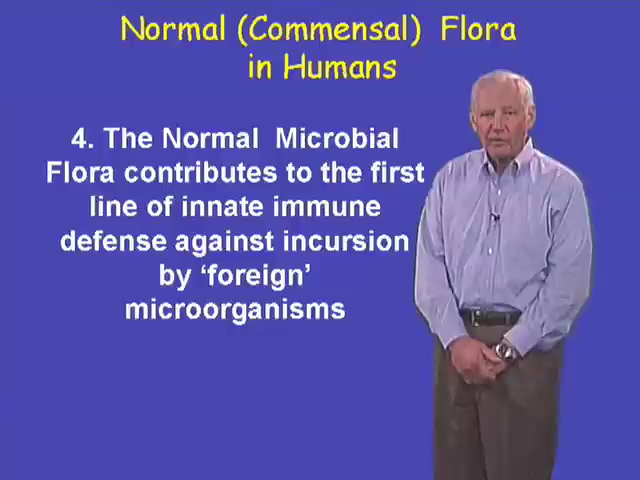 Normal (Commensal) Flora
in Humans
4. The Normal Microbial
Flora contributes to the first
line of innate immune
defense against incursion
by ‘foreign’
microorganisms